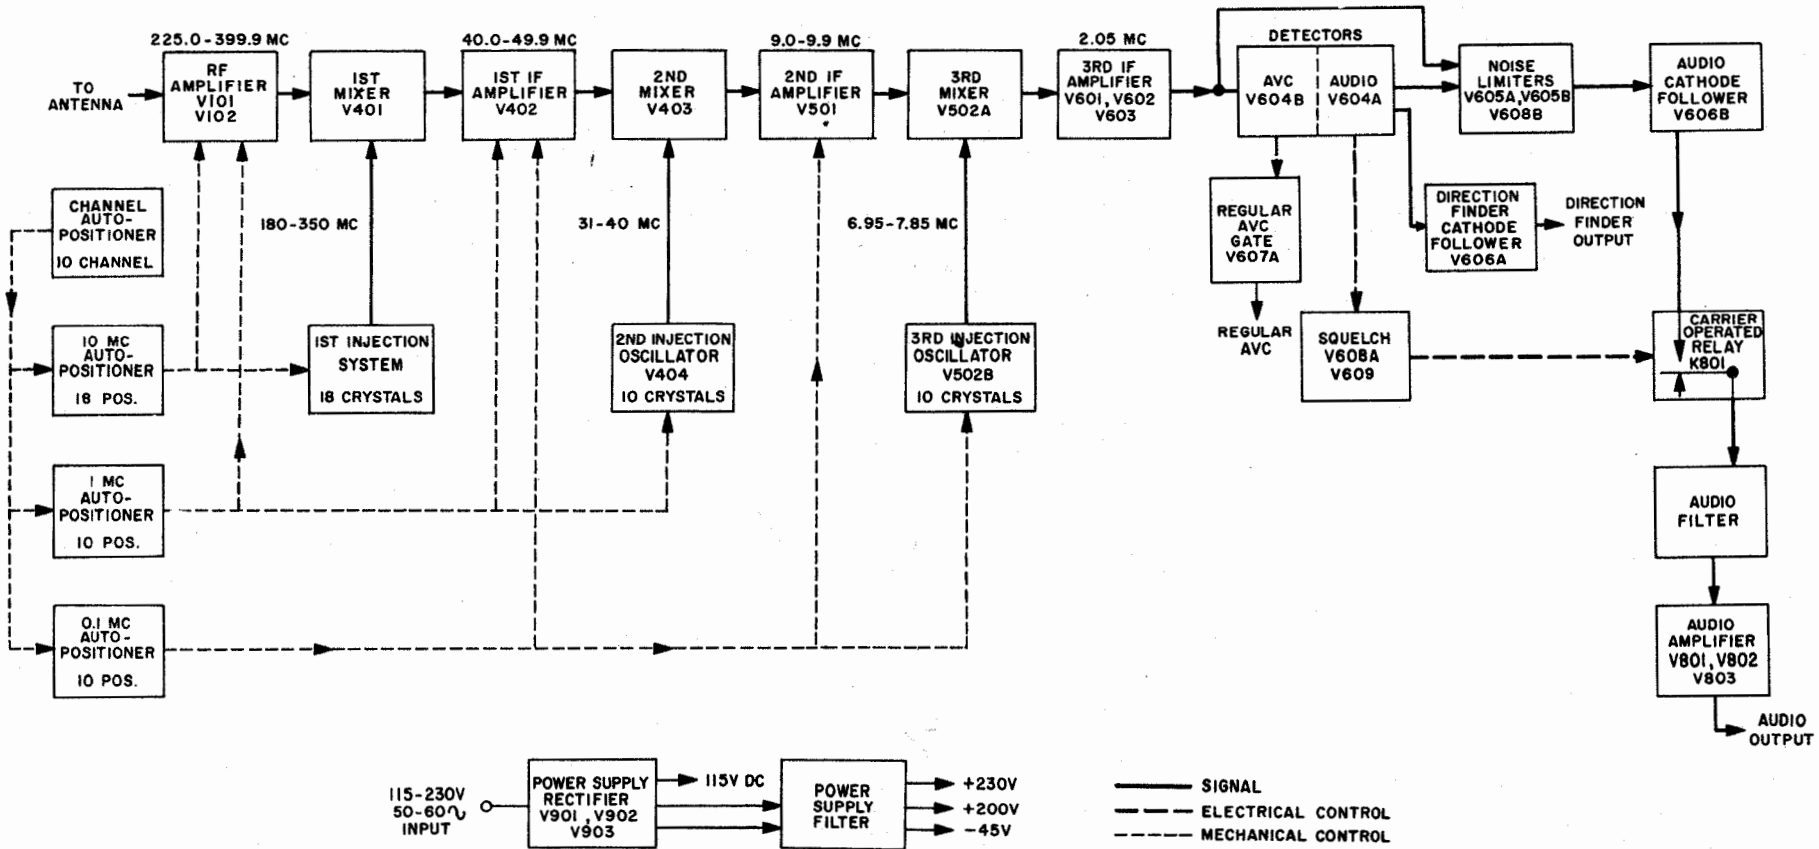 225.0-399.9 MC
40.0-49.9 MC
9.0-9.9 MC
2.05 MC
DETECTORS
TO
ANTENNA
RF
AMPLIFIER
V101
V102
1ST
MIXER
V401
1ST IF
AMPLIFIER
V402
2ND
MIXER
V403
2ND IF
AMPLIFIER
V501
3RD
MIXER
V502A
3RD IF
AMPLIFIER
V601, V602
V603
AVC
V604B
AUDIO
V604A
NOISE
LIMITERS
V605A,V605B
V608B
AUDIO
CATHODE
FOLLOWER
V606B
CHANNEL
AUTO-
POSITIONER
10 CHANNEL
180-350 MC
31-40 MC
6.95-7.85 MC
REGULAR
AVC
GATE
V607A
DIRECTION
FINDER
CATHODE
FOLLOWER
V606A
DIRECTION
FINDER
OUTPUT
REGULAR
AVC
10 MC
AUTO-
POSITIONER
18 POS.
1ST INJECTION
SYSTEM
18 CRYSTALS
2ND INJECTION
OSCILLATOR
V404
10 CRYSTALS
3RD INJECTION
OSCILLATOR
V502B
10 CRYSTALS
SQUELCH
V608A
V609
CARRIER
OPERATED
RELAY
K801
1 MC
AUTO-
POSITIONER
10 POS.
AUDIO
FILTER
0.1 MC
AUTO-
POSITIONER
10 POS.
AUDIO
AMPLIFIER
V801, V802
V803
AUDIO
OUTPUT
115-230V
50-60∿
INPUT
POWER SUPPLY
RECTIFIER
V901, V902
V903
115V DC
POWER
SUPPLY
FILTER
+230V
+200V
-45V
SIGNAL
ELECTRICAL CONTROL
MECHANICAL CONTROL